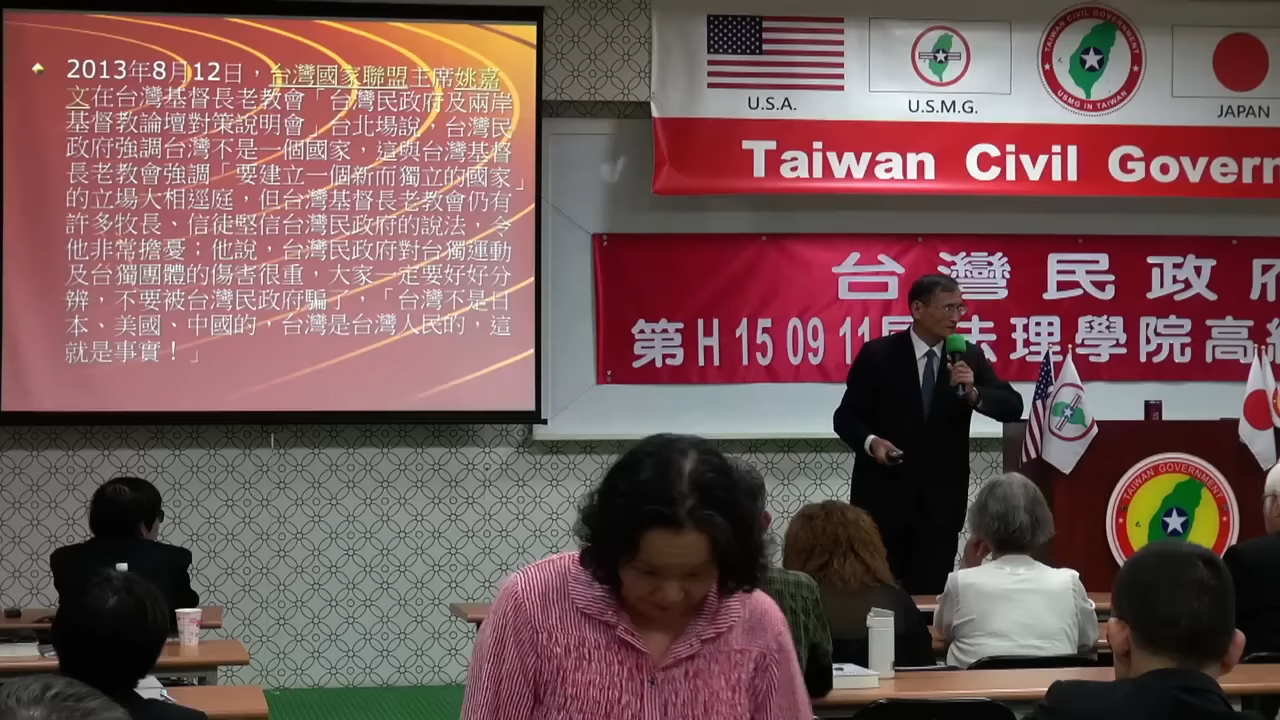 2013年8月12日，台灣國家聯盟主席姚嘉
文在台灣基督長老教會「台灣民政府及兩岸
基督教論壇對策說明會」台北場說，台灣民
政府強調台灣不是一個國家，這與台灣基督
長老教會強調「要建立一個新而獨立的國家」
的立場大相逕庭，但台灣基督長老教會仍有
許多牧長、信徒堅信台灣民政府的說法，令
他非常擔憂；他說，台灣民政府對台獨運動
及台獨團體的傷害很重，大家一定要好好分
辨，不要被台灣民政府騙了，「台灣不是日
本、美國、中國的，台灣是台灣人民的，這
就是事實！」
U.S.A.
U.S.M.G.
TAIWAN CIVIL GOVERNMENT
USMG IN TAIWAN
JAPAN
Taiwan Civil Govern
台灣民政府
第H 15 09 11 法理學院高
TAIWAN GOVERNMENT